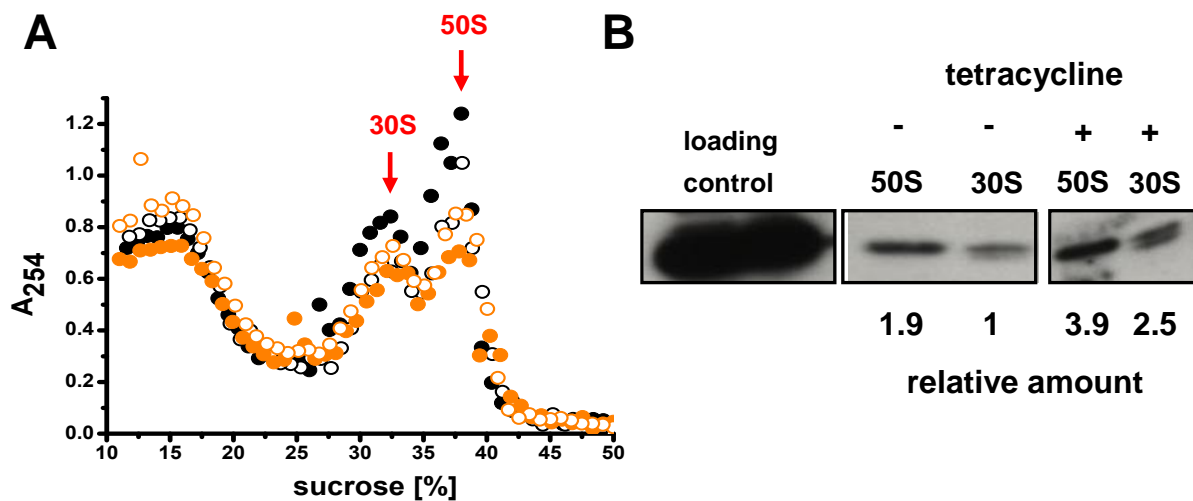 A
50S
30S
1.2
1.0
0.8
0.6
0.4
0.2
0.0
A254
10 15 20 25 30 35 40 45 50
sucrose [%]
B
tetracycline
- - + +
loading
control
50S 30S 50S 30S
1.9 1 3.9 2.5
relative amount